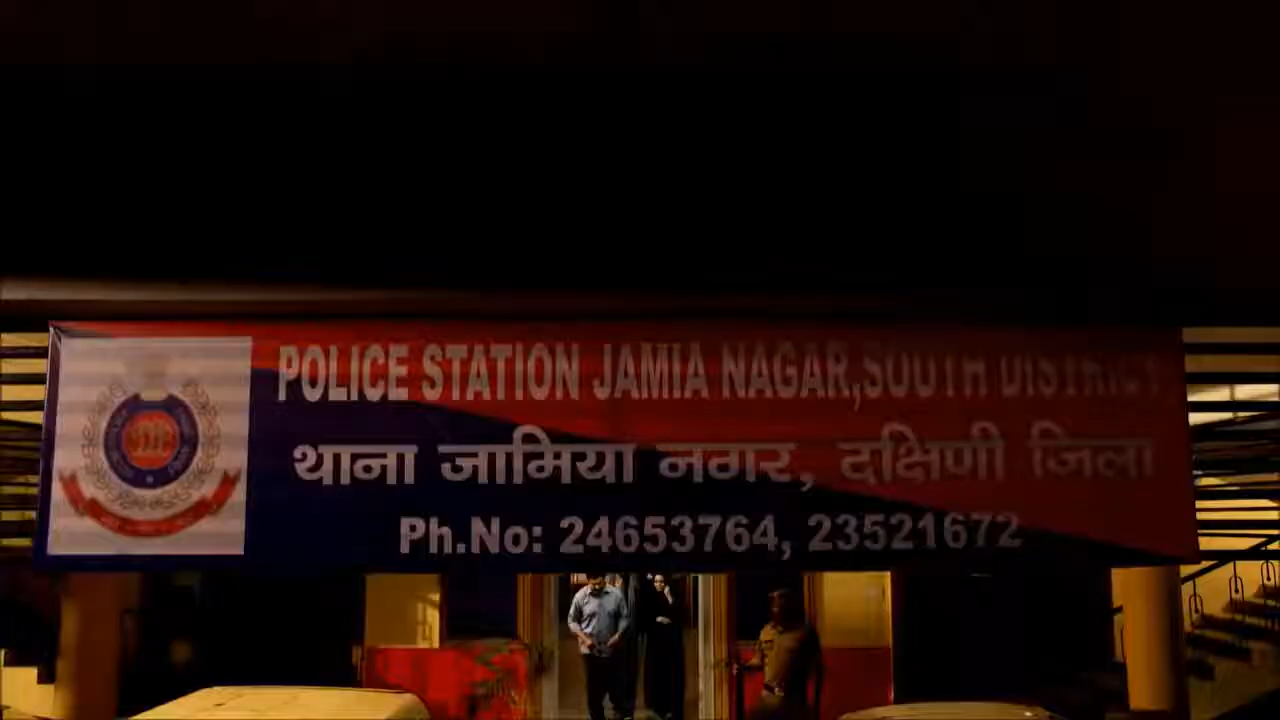 POLICE STATION JAMIA NAGAR,SOUTH DISTRICT
थाना जामिया नगर, दक्षिणी जिला
Ph.No: 24653764, 23521672